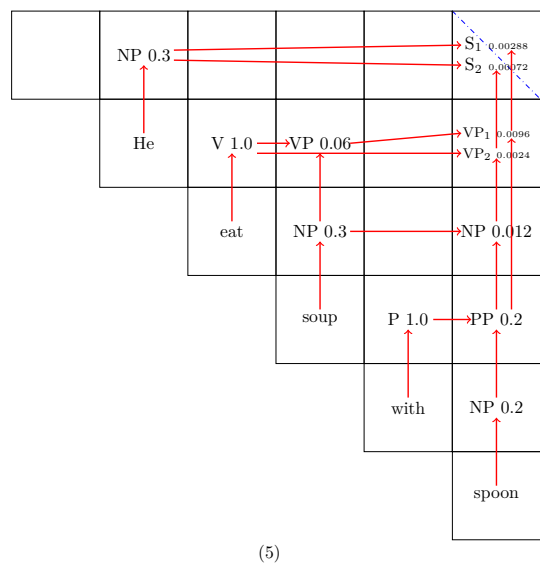 NP 0.3 S₁ 0.00288
S₂ 0.00072
He V 1.0 VP 0.06 VP₁ 0.0096
VP₂ 0.0024
eat NP 0.3 NP 0.012
soup P 1.0 PP 0.2
with NP 0.2
spoon
(5)